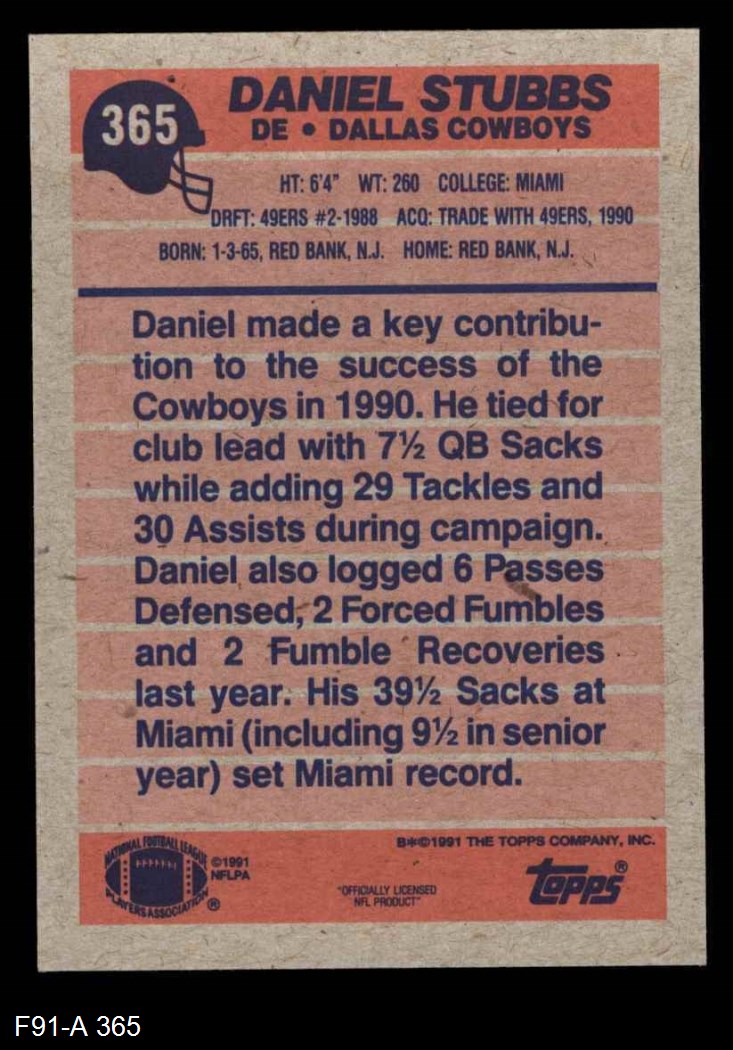 365
DANIEL STUBBS
DE • DALLAS COWBOYS
HT: 6'4" WT: 260 COLLEGE: MIAMI
DRFT: 49ERS #2-1988 ACQ: TRADE WITH 49ERS, 1990
BORN: 1-3-65, RED BANK, N.J. HOME: RED BANK, N.J.
Daniel made a key contribu-
tion to the success of the
Cowboys in 1990. He tied for
club lead with 7½ QB Sacks
while adding 29 Tackles and
30 Assists during campaign.
Daniel also logged 6 Passes
Defensed, 2 Forced Fumbles
and 2 Fumble Recoveries
last year. His 39½ Sacks at
Miami (including 9½ in senior
year) set Miami record.
B*©1991 THE TOPPS COMPANY, INC.
NATIONAL FOOTBALL LEAGUE
PLAYERS ASSOCIATION ®
©1991
NFLPA
"OFFICIALLY LICENSED
NFL PRODUCT"
topps®
F91-A 365